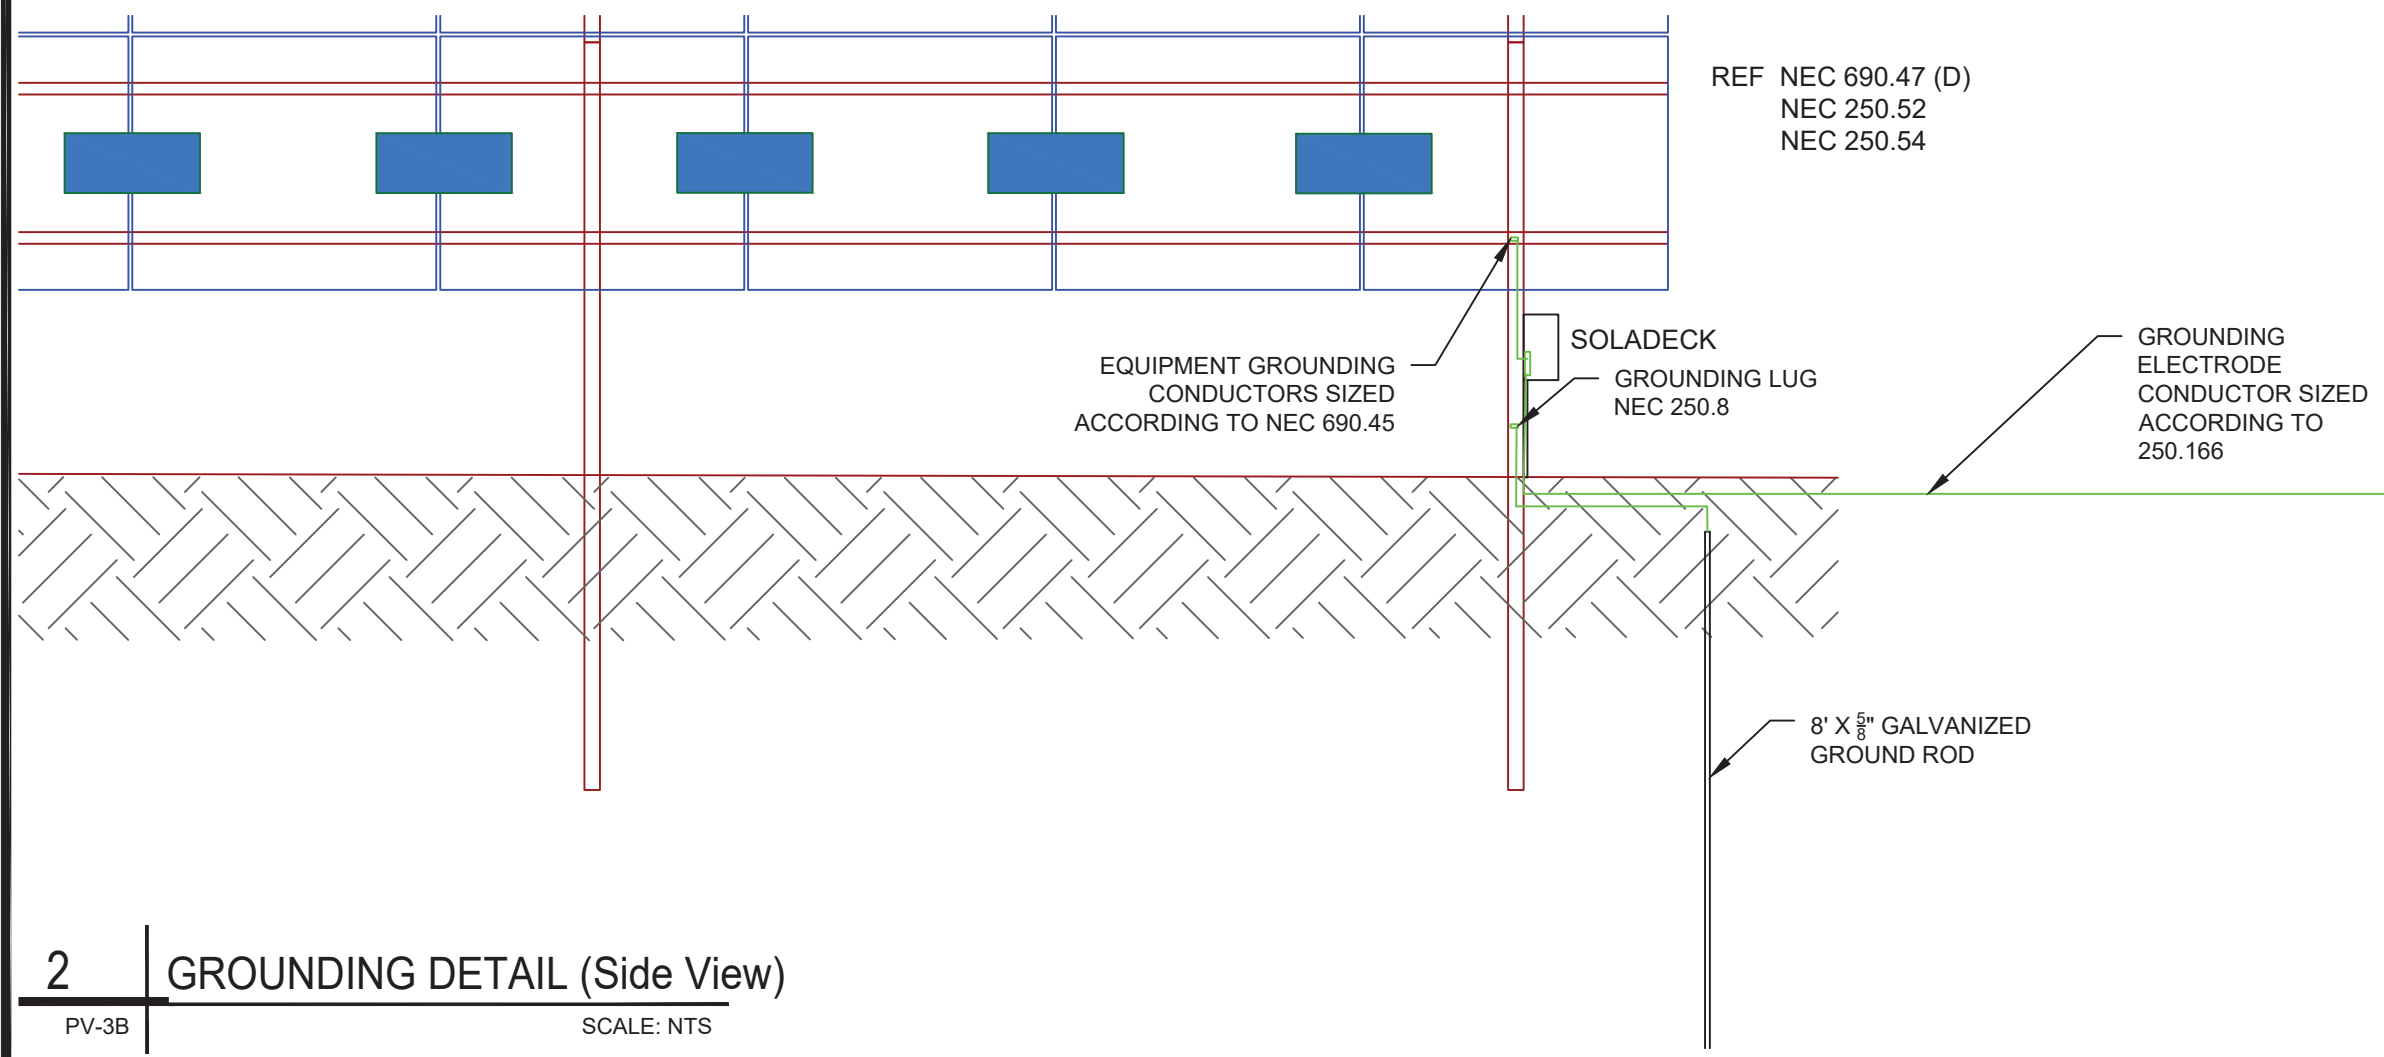 REF NEC 690.47 (D)
NEC 250.52
NEC 250.54
EQUIPMENT GROUNDING
CONDUCTORS SIZED
ACCORDING TO NEC 690.45
SOLADECK
GROUNDING LUG
NEC 250.8
GROUNDING
ELECTRODE
CONDUCTOR SIZED
ACCORDING TO
250.166
8' X 5/8" GALVANIZED
GROUND ROD
2
GROUNDING DETAIL (Side View)
PV-3B
SCALE: NTS